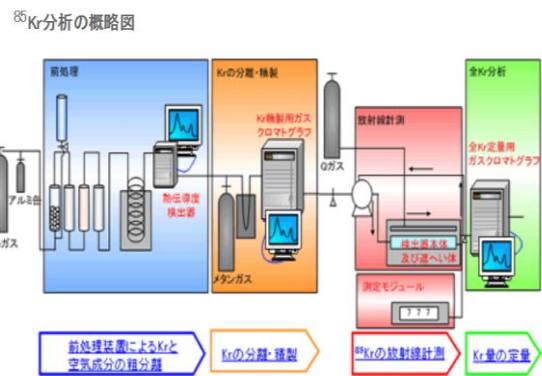 ⁸⁵Kr分析の概略図
前処理
Krの分離・精製
全Kr分析
Kr精製用ガス
クロマトグラフ
放射線計測
全Kr定量用
ガスクロマトグラフ
Qガス
アルミ缶
熱伝導度
検出器
ガス
メタンガス
検出器本体
及び遮へい体
測定モジュール
7 7 7
前処理装置によるKrと
空気成分の粗分離
Krの分離・精製
⁸⁵Krの放射線計測
Kr量の定量